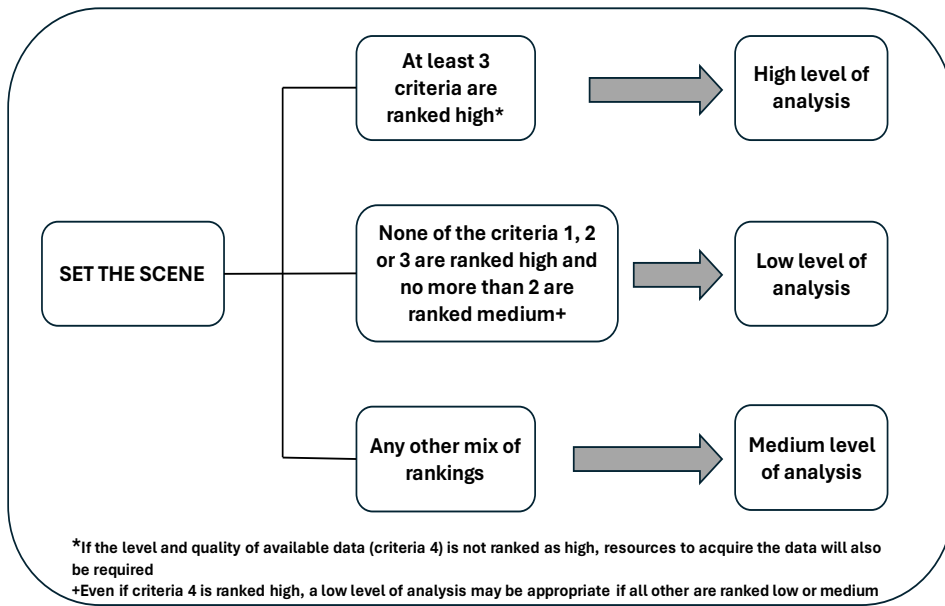 At least 3
criteria are
ranked high*
High level of
analysis
SET THE SCENE
None of the criteria 1, 2
or 3 are ranked high and
no more than 2 are
ranked medium+
Low level of
analysis
Any other mix of
rankings
Medium level
of analysis
*If the level and quality of available data (criteria 4) is not ranked as high, resources to acquire the data will also
be required
+Even if criteria 4 is ranked high, a low level of analysis may be appropriate if all other are ranked low or medium